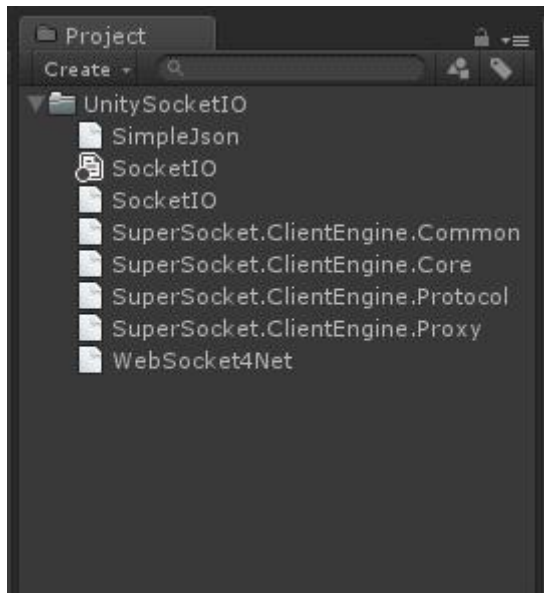 Project
Create
UnitySocketIO
SimpleJson
SocketIO
SocketIO
SuperSocket.ClientEngine.Common
SuperSocket.ClientEngine.Core
SuperSocket.ClientEngine.Protocol
SuperSocket.ClientEngine.Proxy
WebSocket4Net